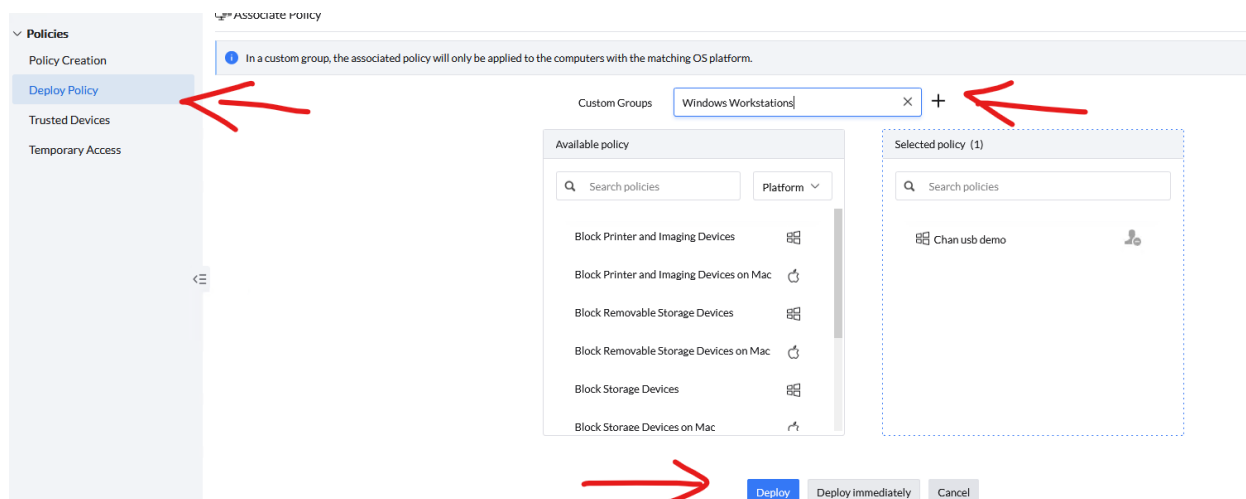 Associate Policy
Policies
Policy Creation
Deploy Policy
Trusted Devices
Temporary Access
In a custom group, the associated policy will only be applied to the computers with the matching OS platform.
Custom Groups Windows Workstations
Available policy
Search policies Platform
Block Printer and Imaging Devices
Block Printer and Imaging Devices on Mac
Block Removable Storage Devices
Block Removable Storage Devices on Mac
Block Storage Devices
Block Storage Devices on Mac
Selected policy (1)
Search policies
Chan usb demo
Deploy Deploy immediately Cancel